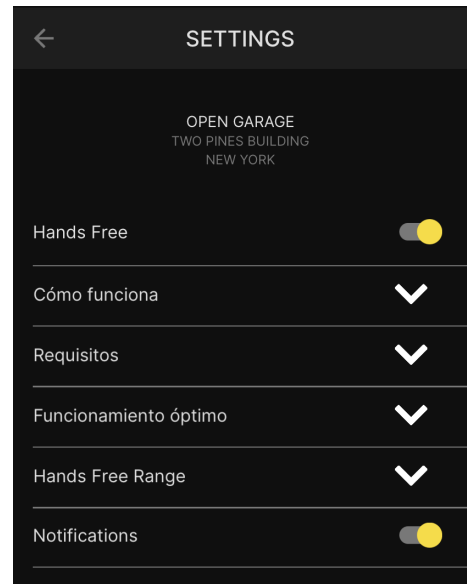 SETTINGS
OPEN GARAGE
TWO PINES BUILDING
NEW YORK
Hands Free
Cómo funciona
Requisitos
Funcionamiento óptimo
Hands Free Range
Notifications